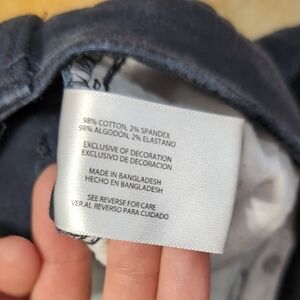 98% COTTON, 2% SPANDEX
98% ALGODÓN, 2% ELASTANO
EXCLUSIVE OF DECORATION
EXCLUSIVO DE DECORACION
MADE IN BANGLADESH
HECHO EN BANGLADESH
SEE REVERSE FOR CARE
VER AL REVERSO PARA CUIDADO